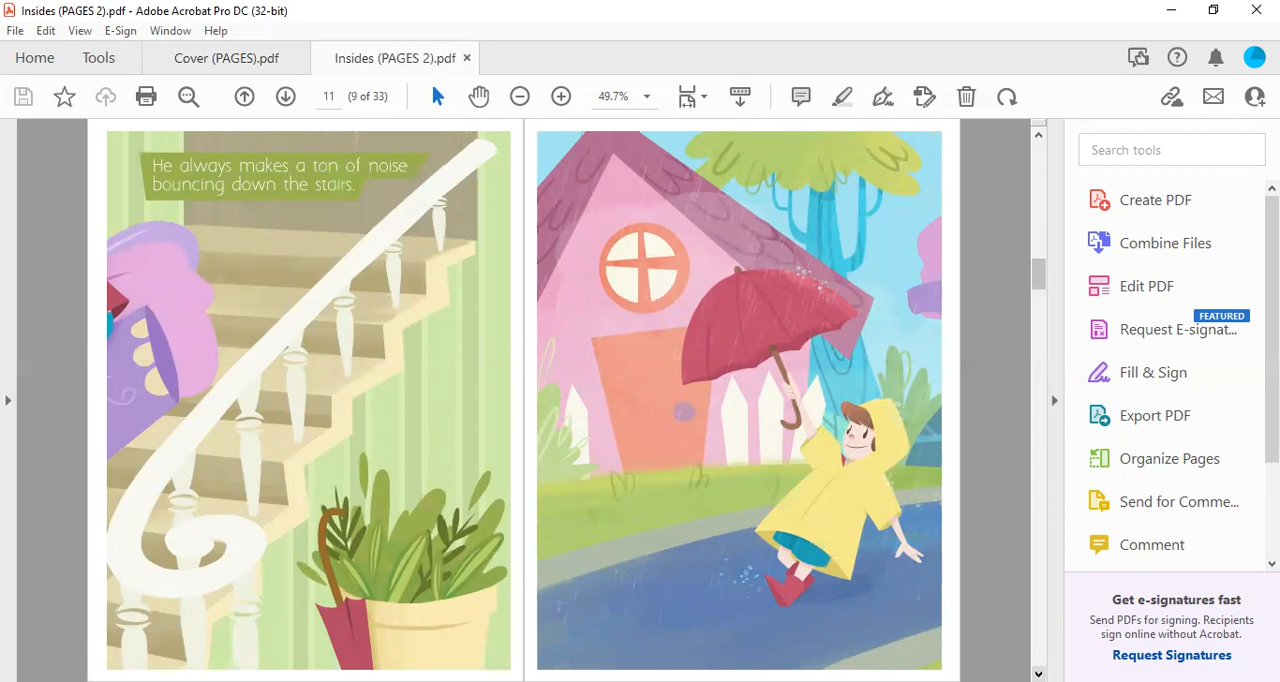 Insides (PAGES 2).pdf - Adobe Acrobat Pro DC (32-bit)
File Edit View E-Sign Window Help
Home Tools Cover (PAGES).pdf Insides (PAGES 2).pdf ×
11 (9 of 33) 49.7%
He always makes a ton of noise
bouncing down the stairs.
Search tools
Create PDF
Combine Files
Edit PDF
FEATURED
Request E-signat...
Fill & Sign
Export PDF
Organize Pages
Send for Comme...
Comment
Get e-signatures fast
Send PDFs for signing. Recipients
sign online without Acrobat.
Request Signatures